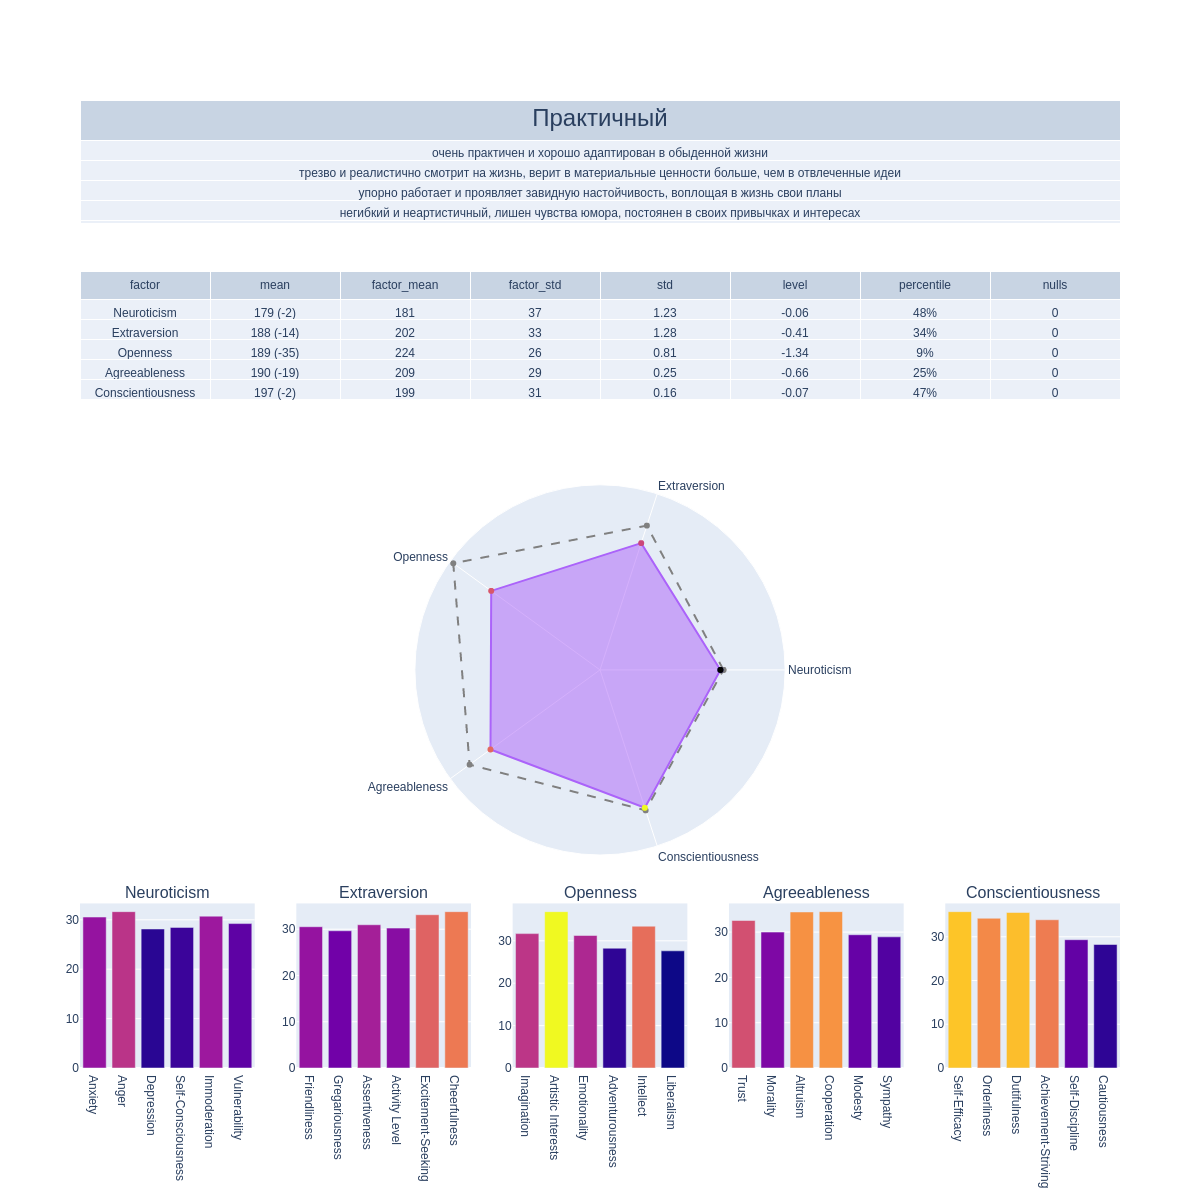 Практичный
очень практичен и хорошо адаптирован в обыденной жизни
трезво и реалистично смотрит на жизнь, верит в материальные ценности больше, чем в отвлеченные идеи
упорно работает и проявляет завидную настойчивость, воплощая в жизнь свои планы
негибкий и неартистичный, лишен чувства юмора, постоянен в своих привычках и интересах
factor mean factor_mean factor_std std level percentile nulls
Neuroticism 179 (-2) 181 37 1.23 -0.06 48% 0
Extraversion 188 (-14) 202 33 1.28 -0.41 34% 0
Openness 189 (-35) 224 26 0.81 -1.34 9% 0
Agreeableness 190 (-19) 209 29 0.25 -0.66 25% 0
Conscientiousness 197 (-2) 199 31 0.16 -0.07 47% 0
Extraversion
Openness
Neuroticism
Agreeableness
Conscientiousness
Neuroticism
30
20
10
0
Anxiety
Anger
Depression
Self-Consciousness
Immoderation
Vulnerability
Extraversion
30
20
10
0
Friendliness
Gregariousness
Assertiveness
Activity Level
Excitement-Seeking
Cheerfulness
Openness
30
20
10
0
Imagination
Artistic Interests
Emotionality
Adventurousness
Intellect
Liberalism
Agreeableness
30
20
10
0
Trust
Morality
Altruism
Cooperation
Modesty
Sympathy
Conscientiousness
30
20
10
0
Self-Efficacy
Orderliness
Dutifulness
Achievement-Striving
Self-Discipline
Cautiousness